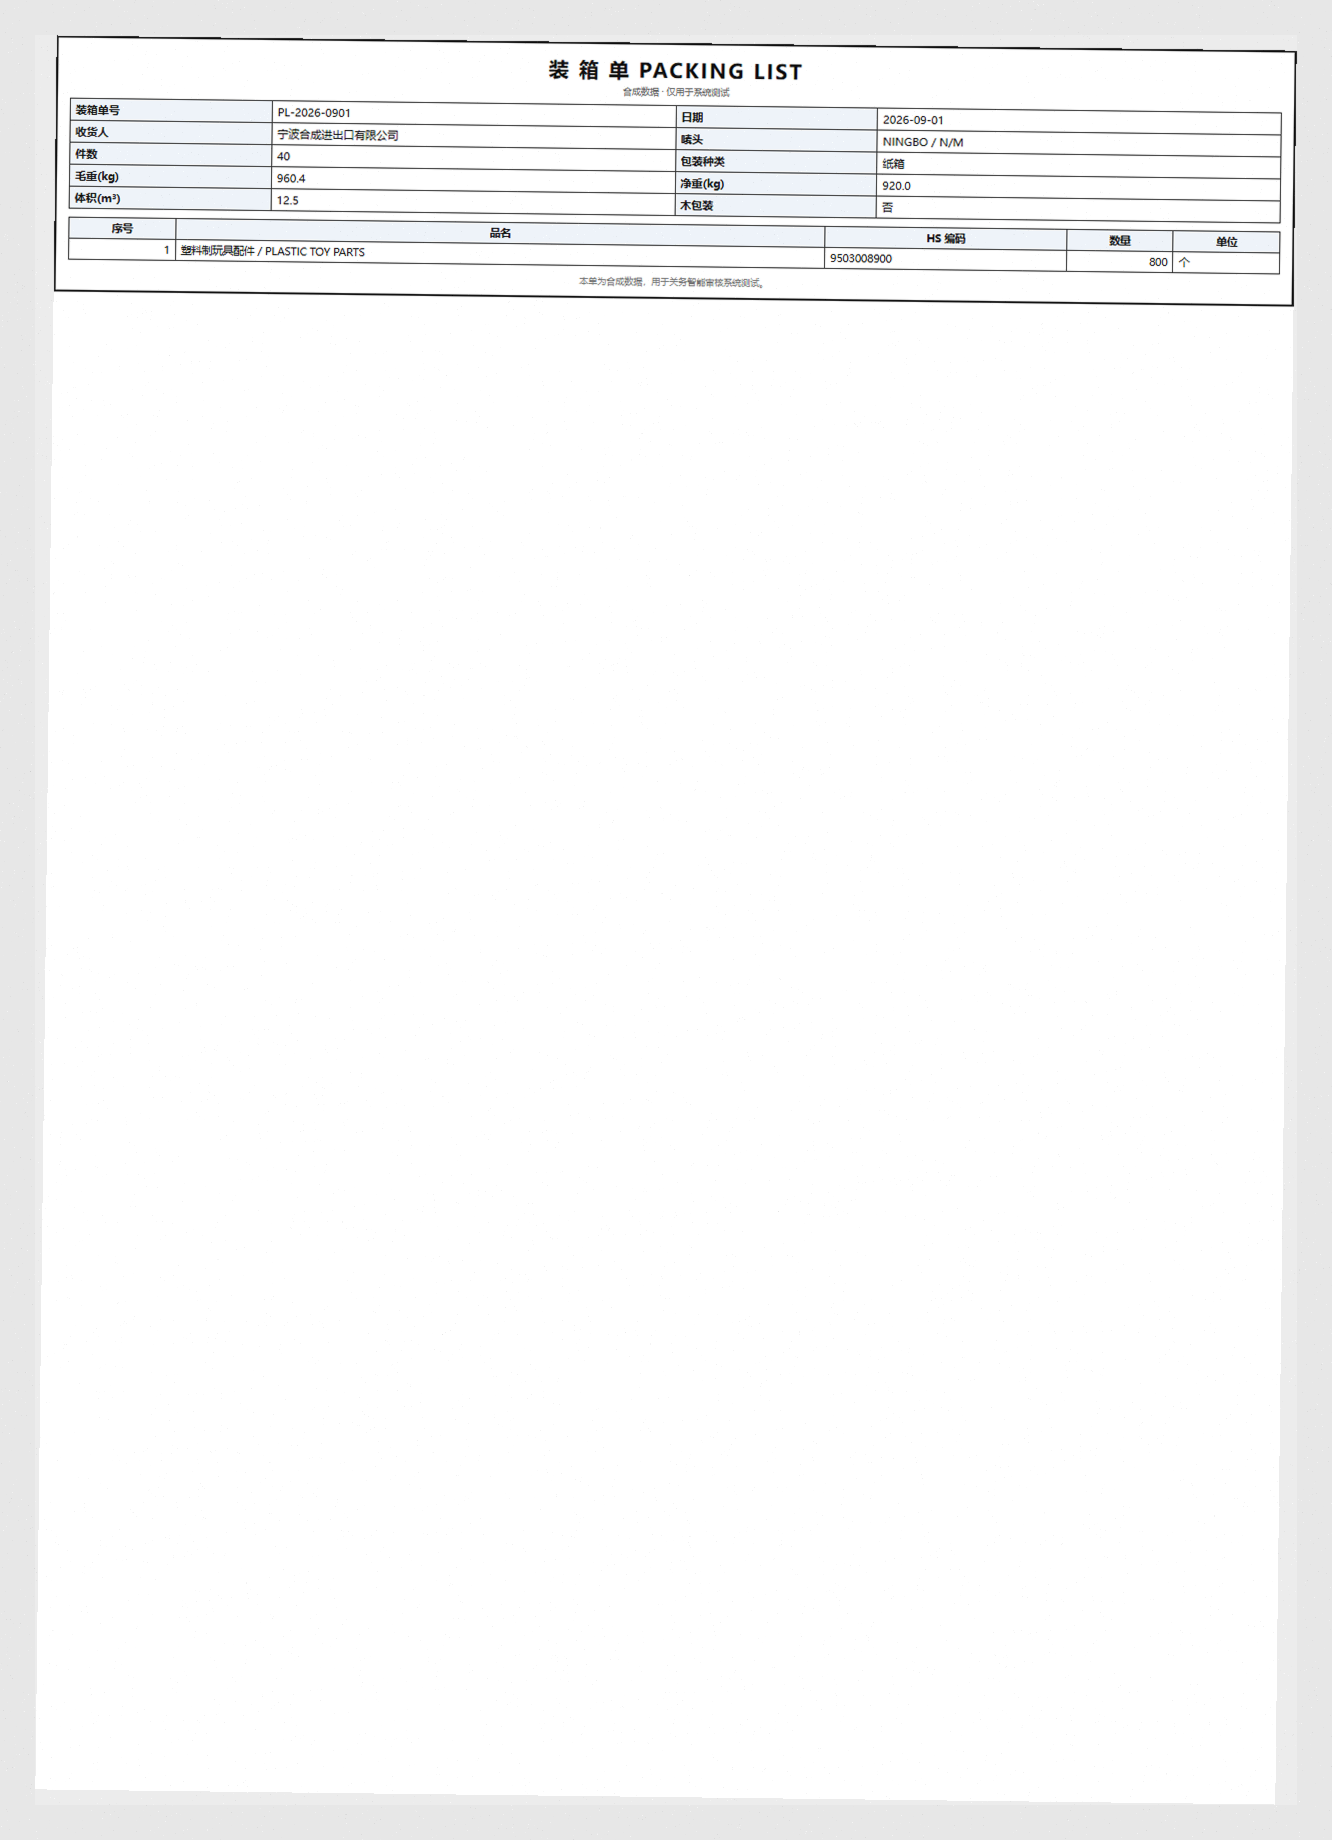 装 箱 单 PACKING LIST
合成数据 · 仅用于系统测试
装箱单号 PL-2026-0901 日期 2026-09-01
收货人 宁波合成进出口有限公司 唛头 NINGBO / N/M
件数 40 包装种类 纸箱
毛重(kg) 960.4 净重(kg) 920.0
体积(m³) 12.5 木包装 否
序号 品名 HS 编码 数量 单位
1 塑料制玩具配件 / PLASTIC TOY PARTS 9503008900 800 个
本单为合成数据，用于关务智能审核系统测试。